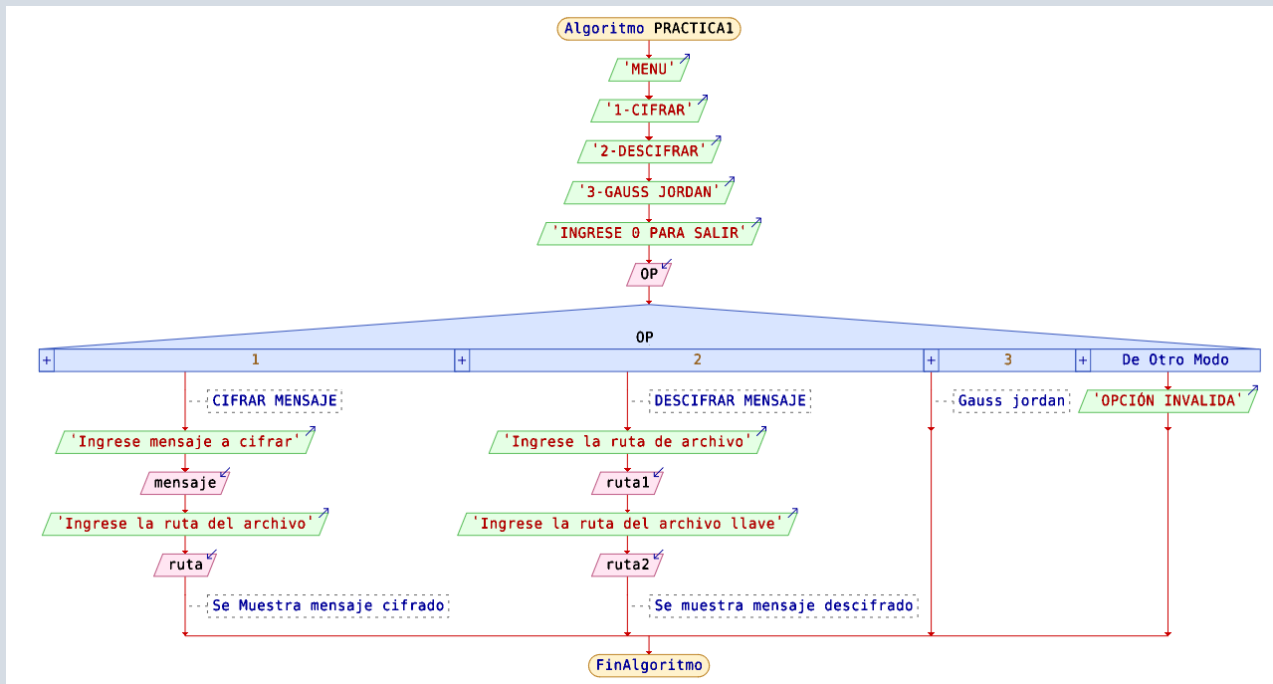 Algoritmo PRACTICA1
'MENU'
'1-CIFRAR'
'2-DESCIFRAR'
'3-GAUSS JORDAN'
'INGRESE 0 PARA SALIR'
OP
OP
+ 1 + 2 + 3 + De Otro Modo
CIFRAR MENSAJE
'Ingrese mensaje a cifrar'
mensaje
'Ingrese la ruta del archivo'
ruta
Se Muestra mensaje cifrado
DESCIFRAR MENSAJE
'Ingrese la ruta de archivo'
ruta1
'Ingrese la ruta del archivo llave'
ruta2
Se muestra mensaje descifrado
Gauss jordan
'OPCIÓN INVALIDA'
FinAlgoritmo